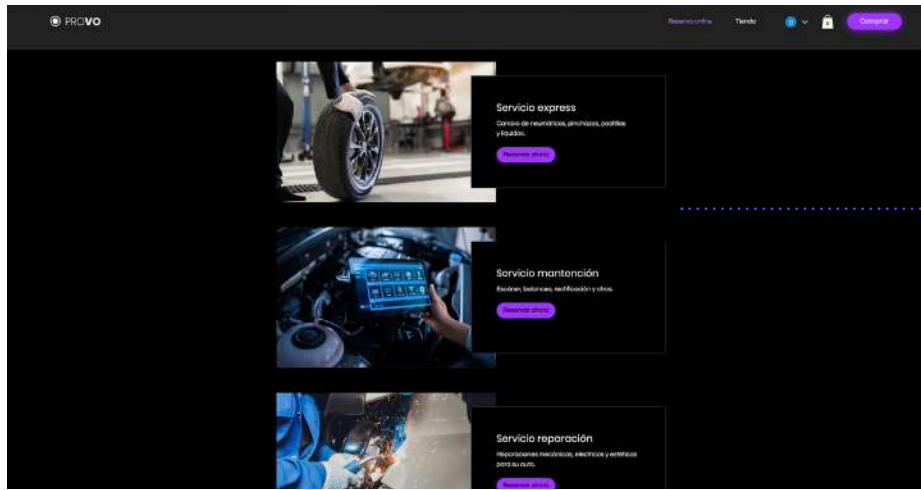 PROVO
Reserva online
Tienda
Comprar
Servicio express
Cambio de neumáticos, pinchazos, pastillas
y líquidos.
Reservar ahora
Servicio mantención
Escáner, balanceo, rectificación y otros.
Reservar ahora
Servicio reparación
Reparaciones mecánicas, eléctricas y estéticas
para su auto.
Reservar ahora